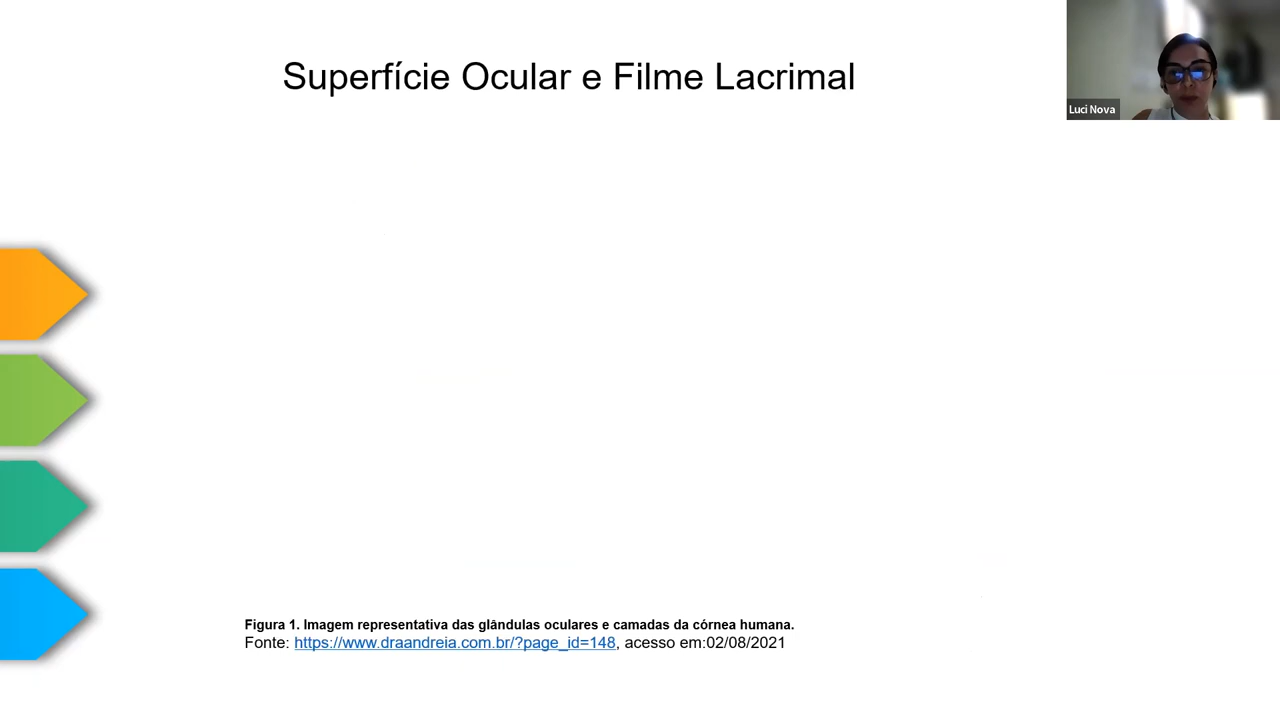 Superfície Ocular e Filme Lacrimal
Luci Nova
Figura 1. Imagem representativa das glândulas oculares e camadas da córnea humana.
Fonte: https://www.draandreia.com.br/?page_id=148, acesso em:02/08/2021